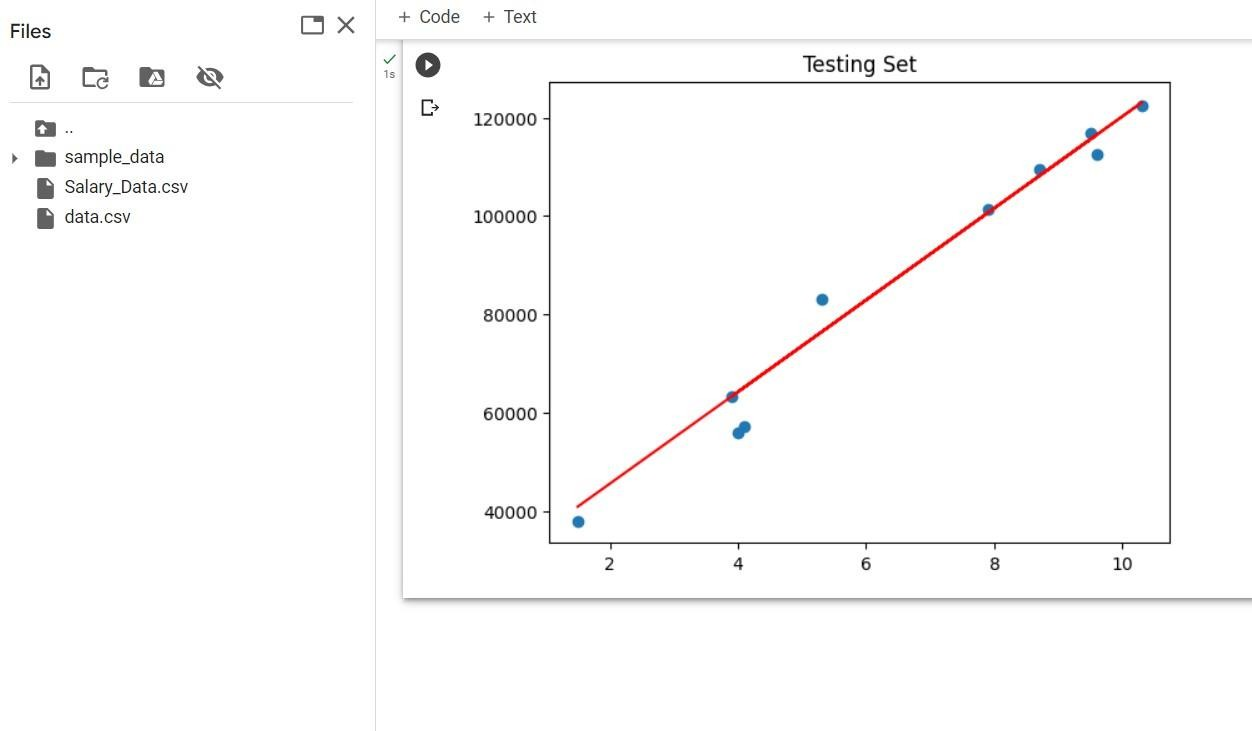 Files
..
sample_data
Salary_Data.csv
data.csv
+ Code + Text
1s
Testing Set
120000
100000
80000
60000
40000
2 4 6 8 10